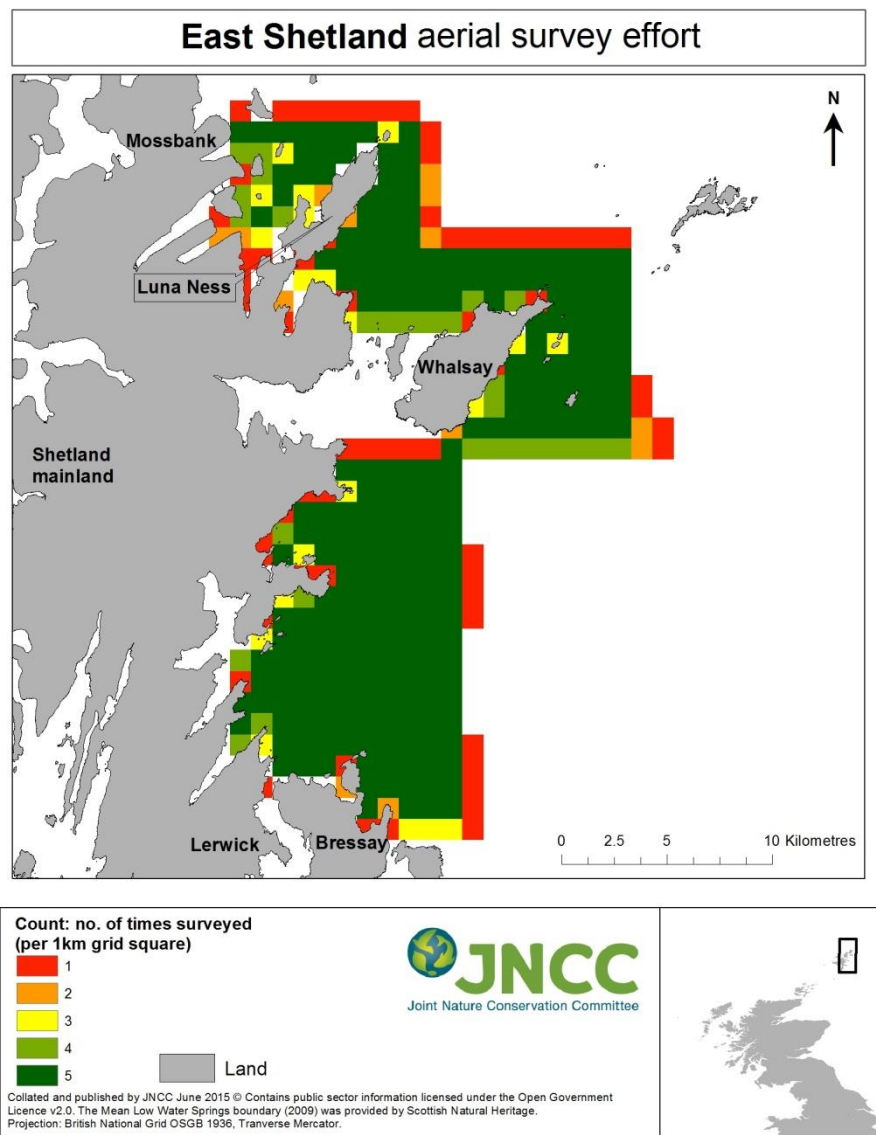 East Shetland aerial survey effort
N
Mossbank
Luna Ness
Whalsay
Shetland
mainland
Lerwick
Bressay
0 2.5 5 10 Kilometres
Count: no. of times surveyed
(per 1km grid square)
1
2
3
4
5
Land
JNCC
Joint Nature Conservation Committee
Collated and published by JNCC June 2015 © Contains public sector information licensed under the Open Government
Licence v2.0. The Mean Low Water Springs boundary (2009) was provided by Scottish Natural Heritage.
Projection: British National Grid OSGB 1936, Tranverse Mercator.